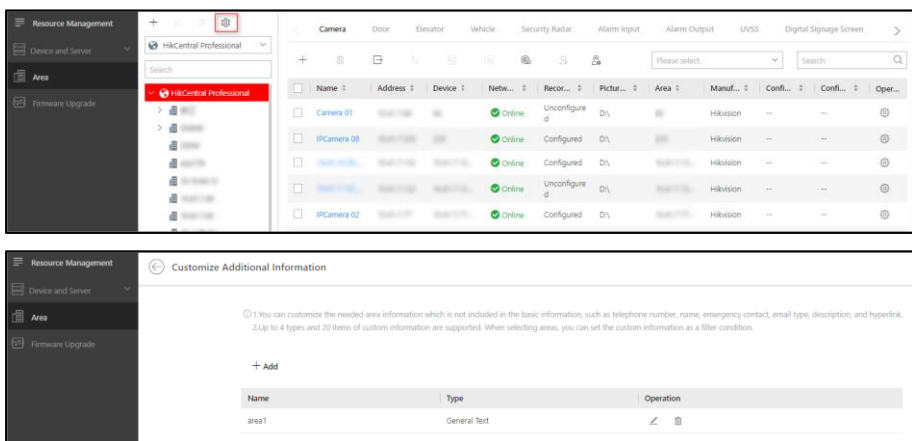 Resource Management
Device and Server
Area
Firmware Upgrade
HikCentral Professional
Search
HikCentral Professional
Camera Door Elevator Vehicle Security Radar Alarm Input Alarm Output UVSS Digital Signage Screen
Please select. Search
Name Address Device Netw... Recor... Pictur... Area Manuf... Confi... Confi... Oper...
Camera 01 Online Unconfigure
d D:\ Hikvision -- --
IPCamera 08 Online Configured D:\ Hikvision -- --
Online Configured D:\ Hikvision -- --
Online Unconfigure
d D:\ Hikvision -- --
IPCamera 02 Online Configured D:\ Hikvision -- --
Resource Management
Device and Server
Area
Firmware Upgrade
Customize Additional Information
1.You can customize the needed area information which is not included in the basic information, such as telephone number, name, emergency contact, email type, description, and hyperlink.
2.Up to 4 types and 20 items of custom information are supported. When selecting areas, you can set the custom information as a filter condition.
+ Add
Name Type Operation
area1 General Text